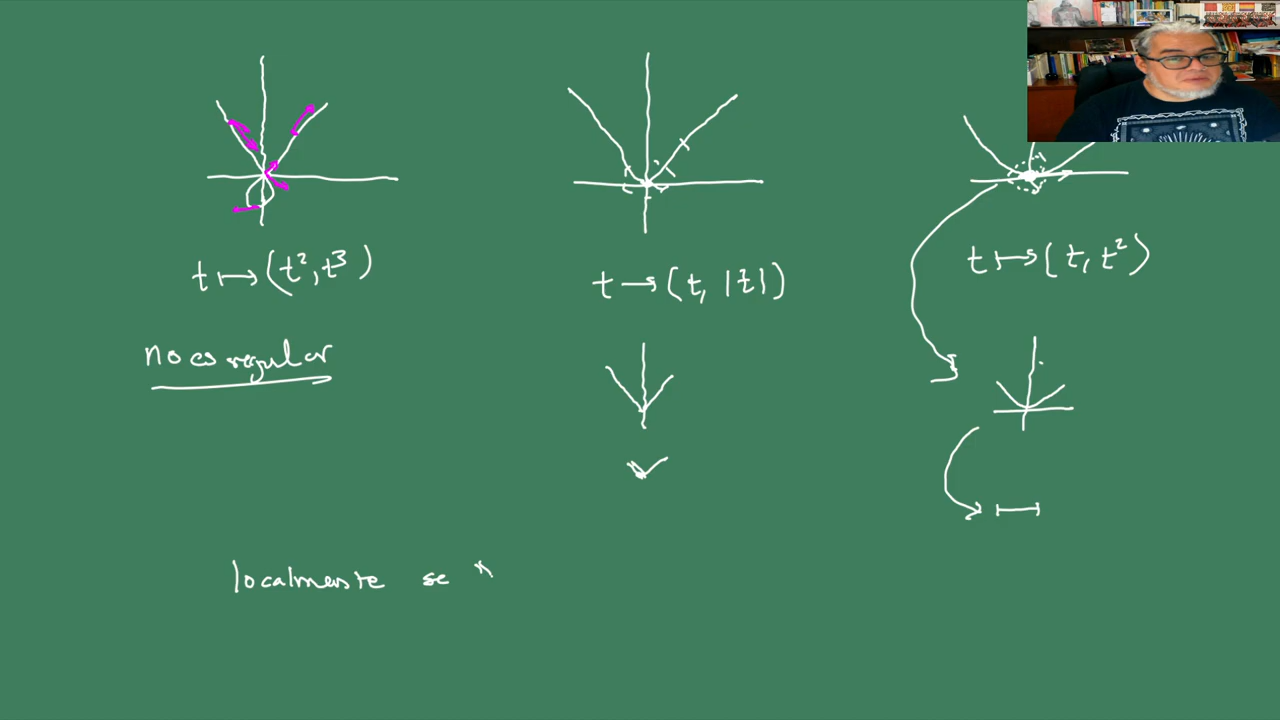 t ↦ (t², t³)
t → (t, |t|)
t ↦ (t, t²)
no es regular
localmente se